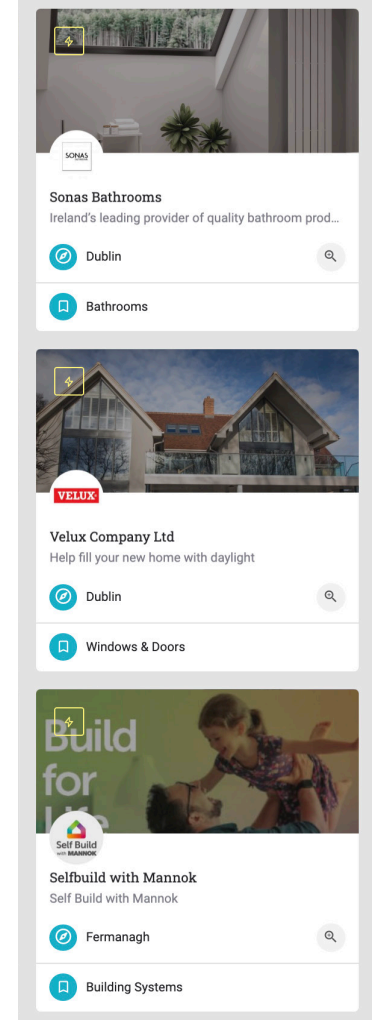 SONAS
Sonas Bathrooms
Ireland's leading provider of quality bathroom prod...
Dublin
Bathrooms
VELUX
Velux Company Ltd
Help fill your new home with daylight
Dublin
Windows & Doors
Build
for
Life
Self Build
with MANNOK
Selfbuild with Mannok
Self Build with Mannok
Fermanagh
Building Systems